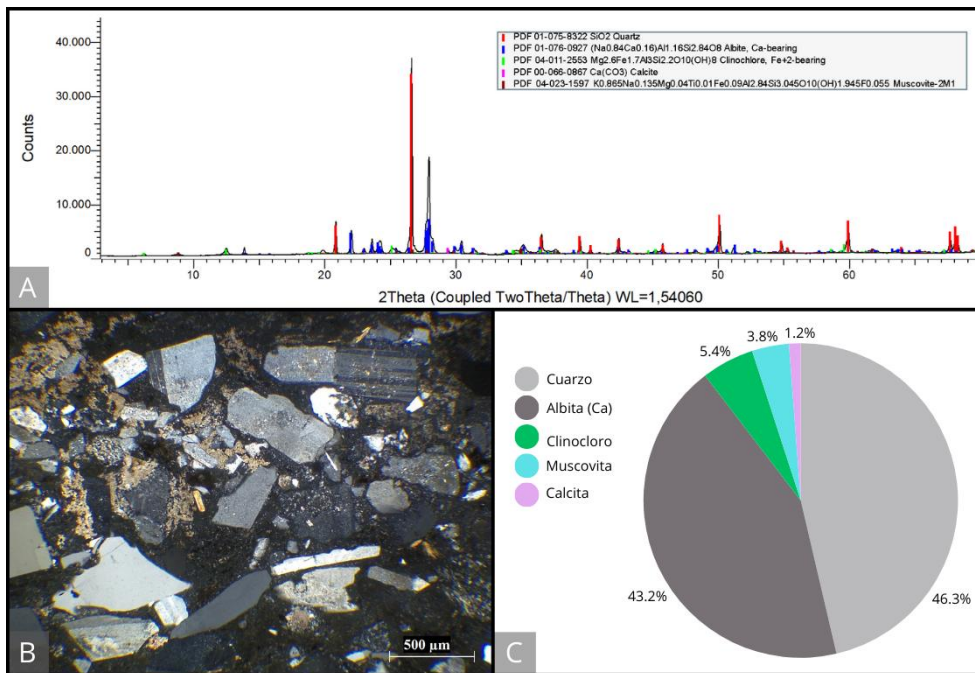 40.000
30.000
20.000
10.000
0
Counts
PDF 01-075-8322 SiO2 Quartz
PDF 01-076-0927 (Na0.84Ca0.16)Al1.16Si2.84O8 Albite, Ca-bearing
PDF 04-011-2553 Mg2.6Fe1.7Al3Si2.2O10(OH)8 Clinochlore, Fe+2-bearing
PDF 00-066-0867 Ca(CO3) Calcite
PDF 04-023-1597 K0.865Na0.135Mg0.04Ti0.01Fe0.09Al2.84Si3.045O10(OH)1.945F0.055 Muscovite-2M1
10 20 30 40 50 60
2Theta (Coupled TwoTheta/Theta) WL=1,54060
A
500 µm
B
Cuarzo
Albita (Ca)
Clinocloro
Muscovita
Calcita
5.4%
3.8%
1.2%
43.2%
46.3%
C